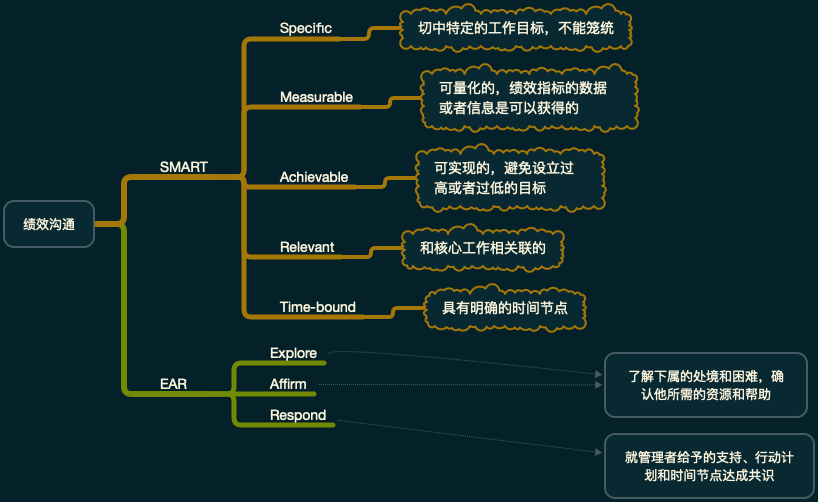 绩效沟通
SMART
Specific
切中特定的工作目标，不能笼统
Measurable
可量化的，绩效指标的数据
或者信息是可以获得的
Achievable
可实现的，避免设立过
高或者过低的目标
Relevant
和核心工作相关联的
Time-bound
具有明确的时间节点
EAR
Explore
Affirm
Respond
了解下属的处境和困难，确
认他所需的资源和帮助
就管理者给予的支持、行动计
划和时间节点达成共识